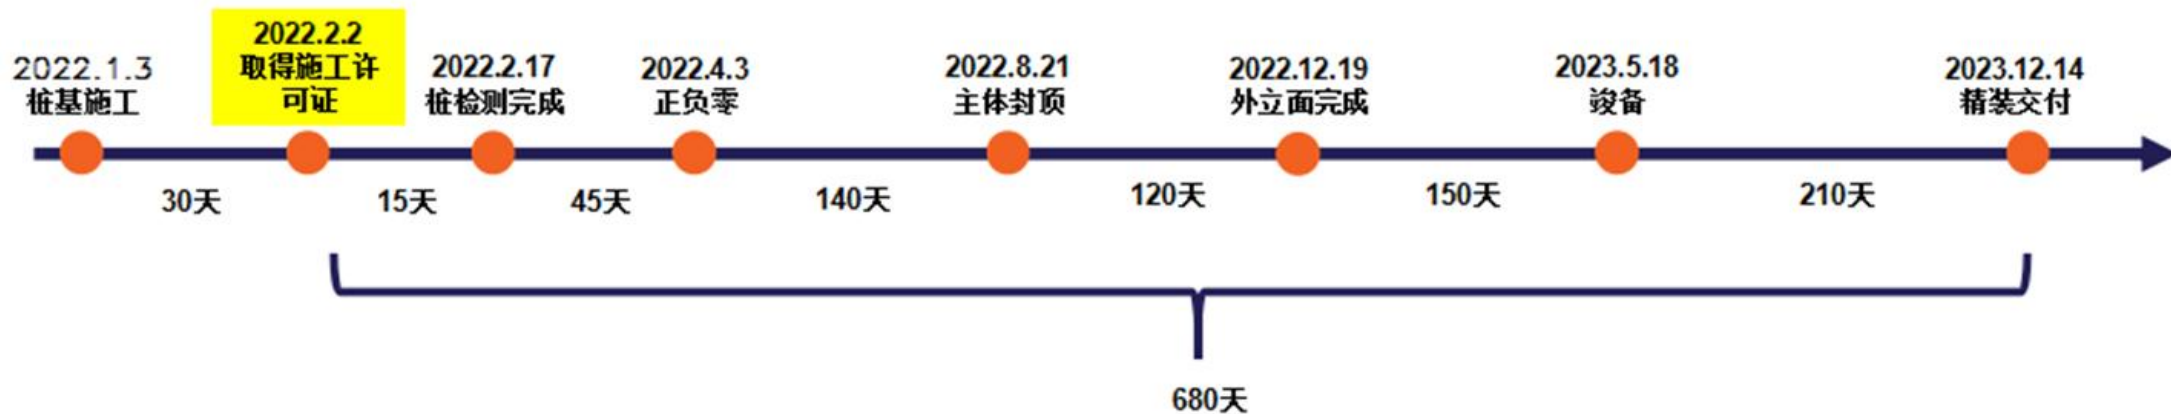 2022.1.3
桩基施工
2022.2.2
取得施工许
可证
2022.2.17
桩检测完成
2022.4.3
正负零
2022.8.21
主体封顶
2022.12.19
外立面完成
2023.5.18
竣备
2023.12.14
精装交付
30天
15天
45天
140天
120天
150天
210天
680天